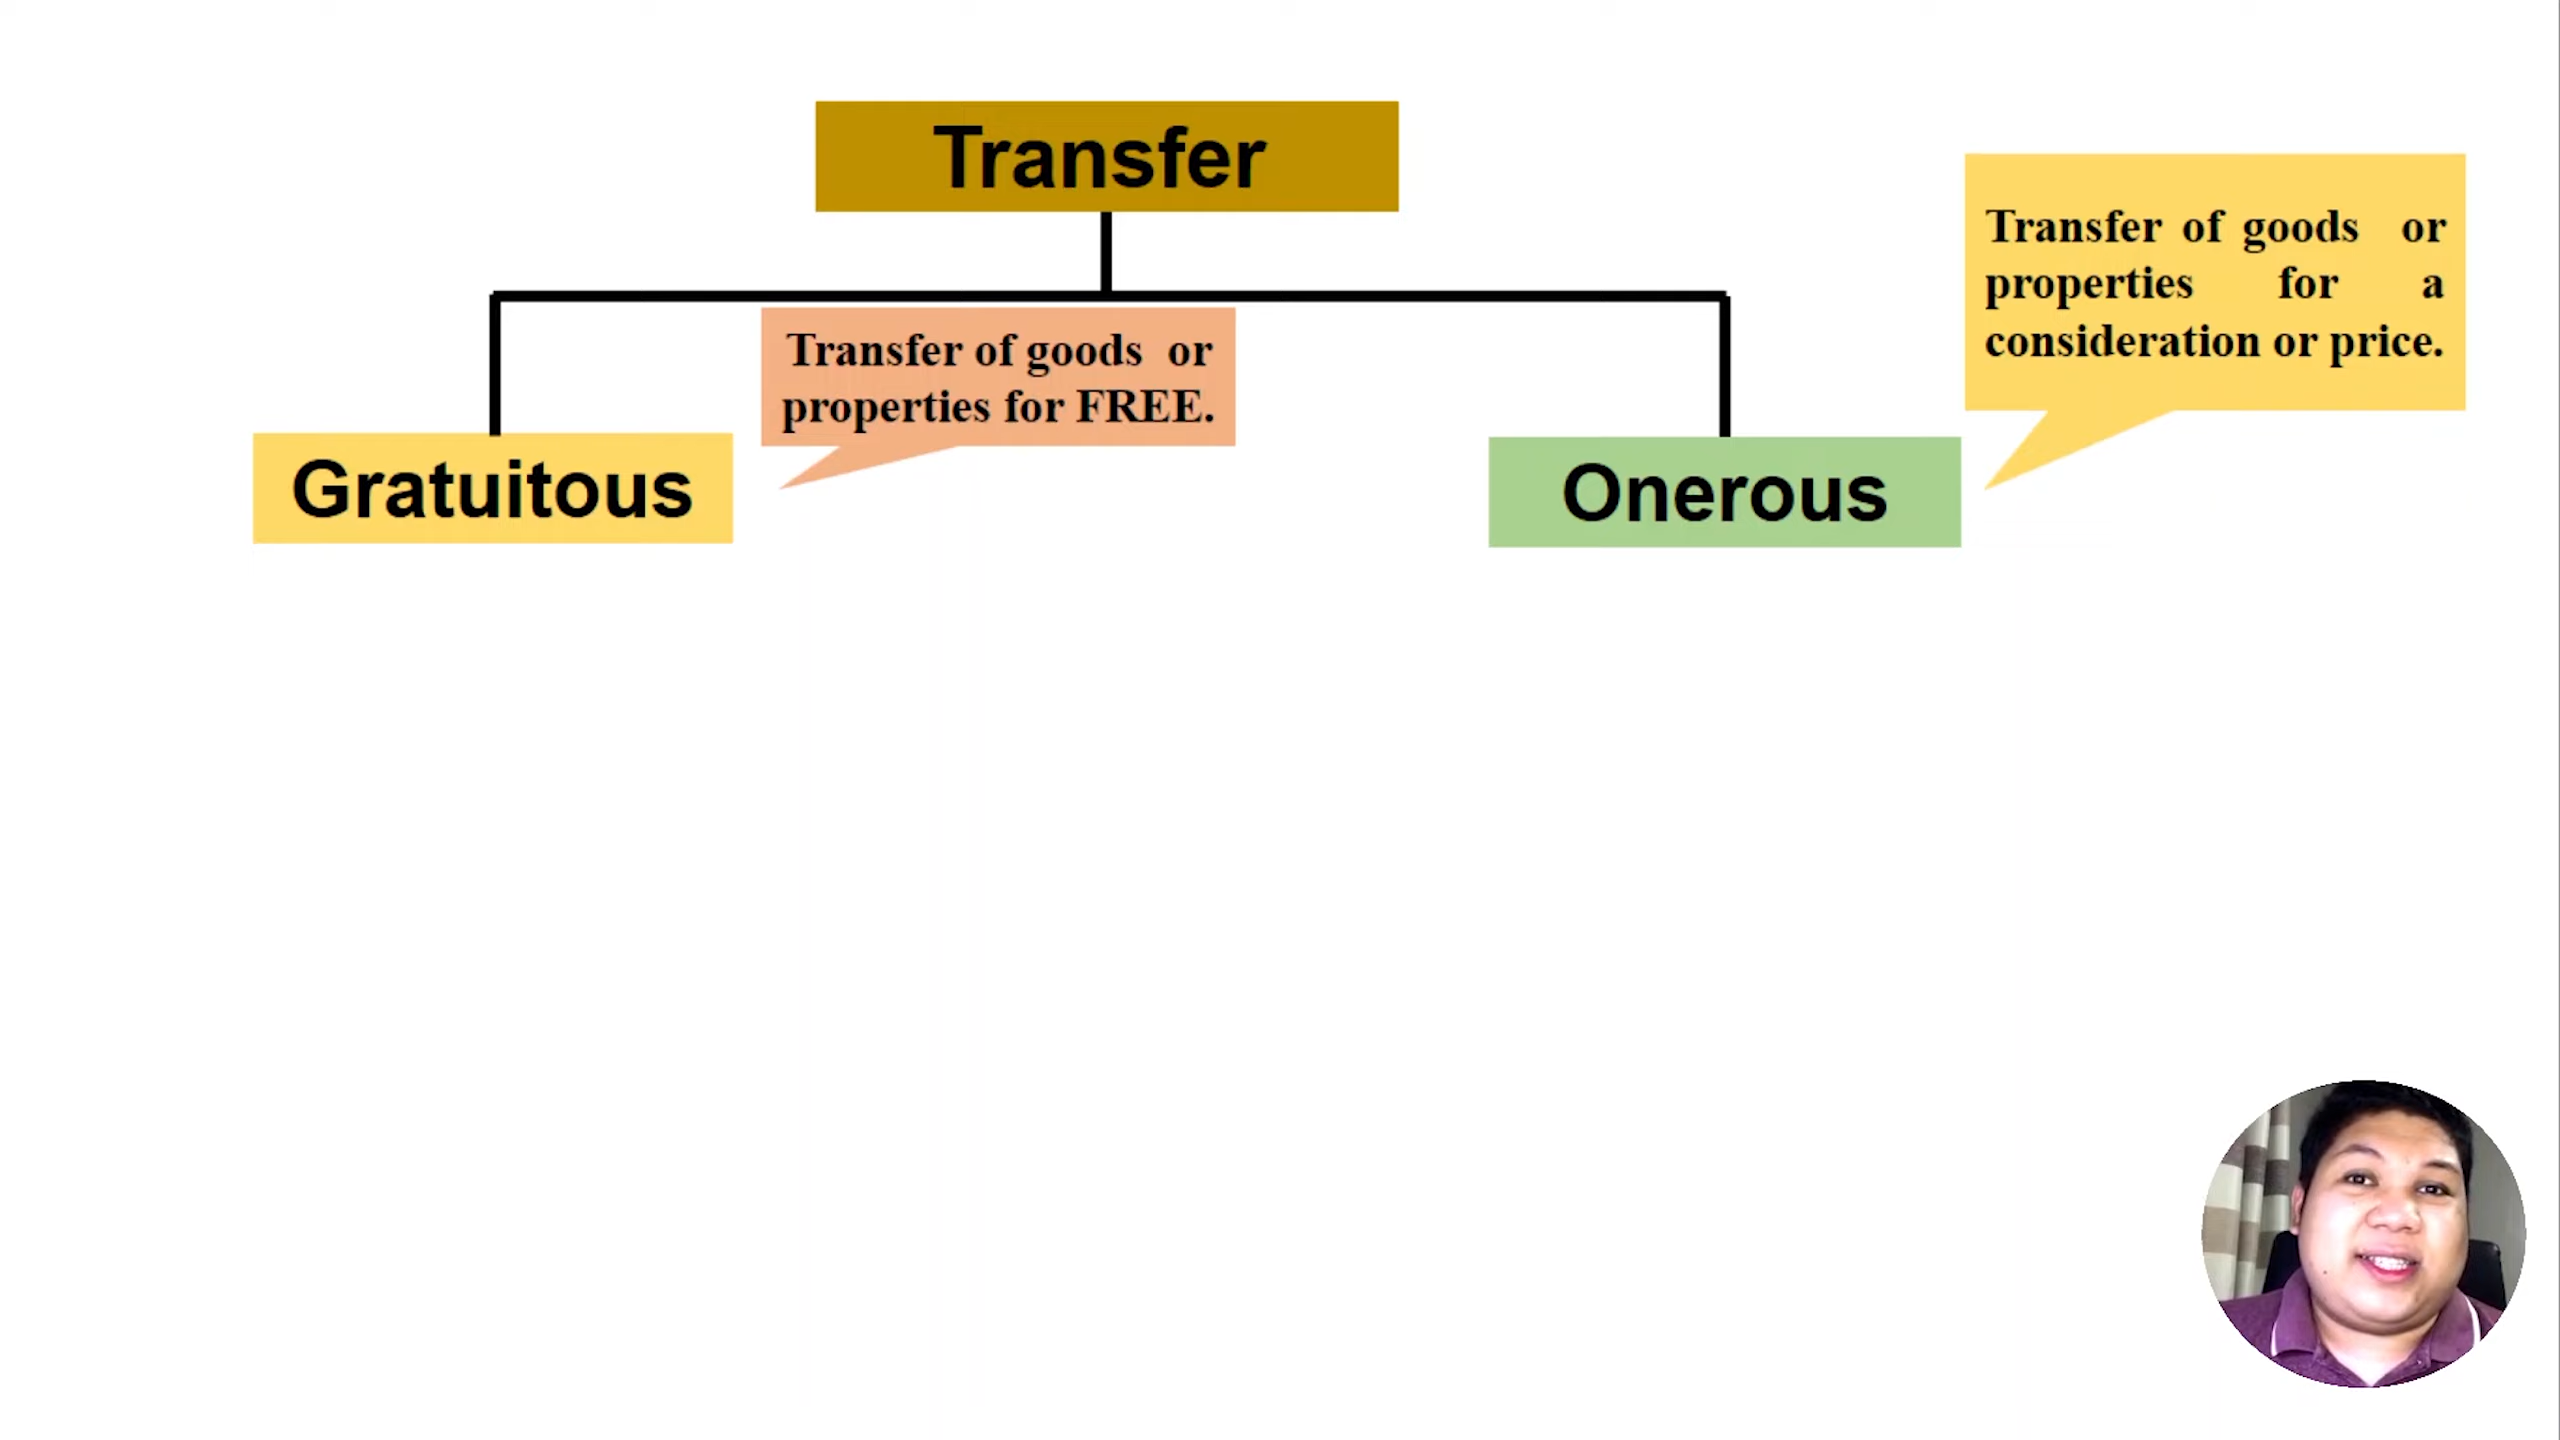 Transfer
Transfer of goods or
properties for a
consideration or price.
Transfer of goods or
properties for FREE.
Gratuitous
Onerous